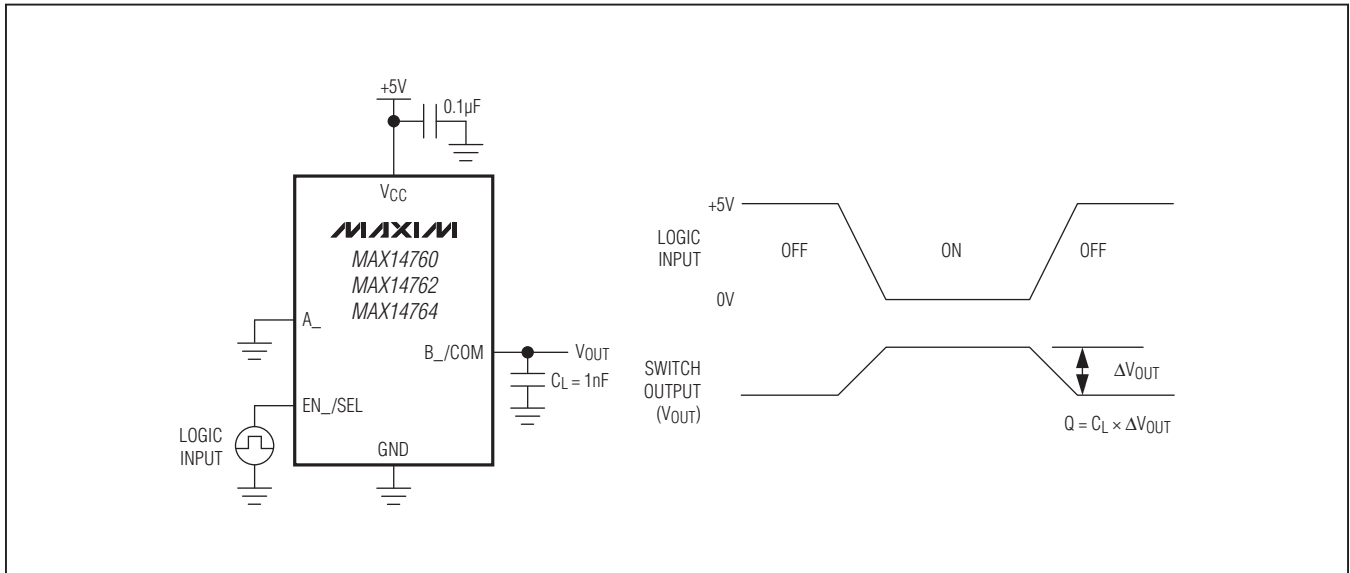 +5V
0.1µF
VCC
MAXIM
MAX14760
MAX14762
MAX14764
A_
B_/COM
VOUT
CL = 1nF
EN_/SEL
LOGIC
INPUT
GND
+5V
LOGIC
INPUT
OFF
ON
OFF
0V
SWITCH
OUTPUT
(VOUT)
ΔVOUT
Q = CL × ΔVOUT